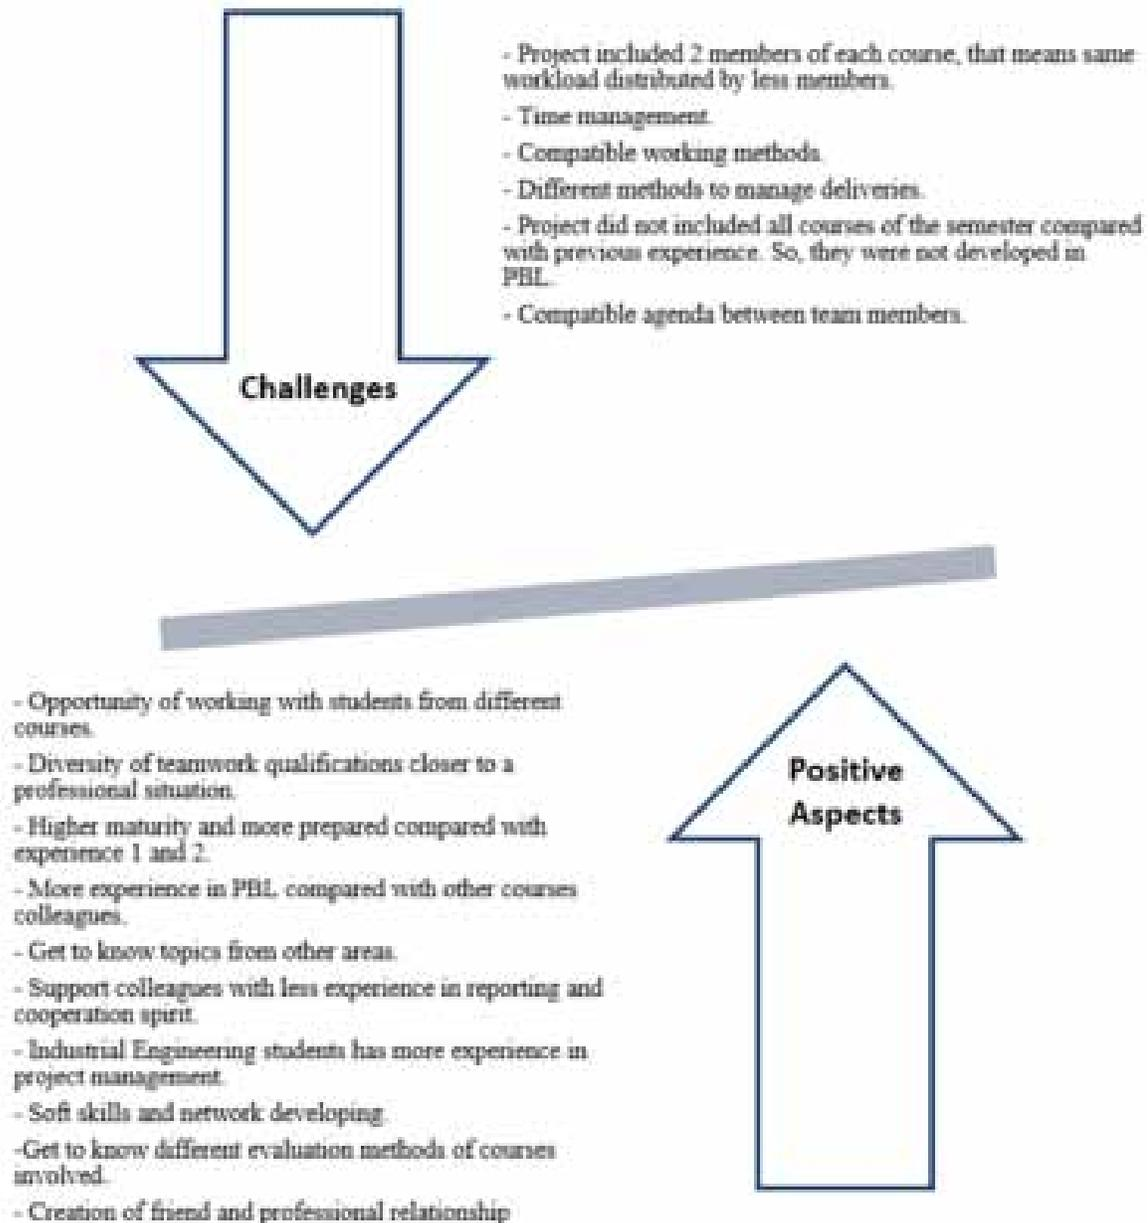 - Project included 2 members of each course, that means same
workload distributed by less members.
- Time management.
- Compatible working methods.
- Different methods to manage deliveries.
- Project did not included all courses of the semester compared
with previous experience. So, they were not developed in
PBL.
- Compatible agenda between team members.
Challenges
- Opportunity of working with students from different
courses.
- Diversity of teamwork qualifications closer to a
professional situation.
- Higher maturity and more prepared compared with
experience 1 and 2.
- More experience in PBL compared with other courses
colleagues.
- Get to know topics from other areas.
- Support colleagues with less experience in reporting and
cooperation spirit.
- Industrial Engineering students has more experience in
project management.
- Soft skills and network developing.
-Get to know different evaluation methods of courses
involved.
- Creation of friend and professional relationship
Positive
Aspects